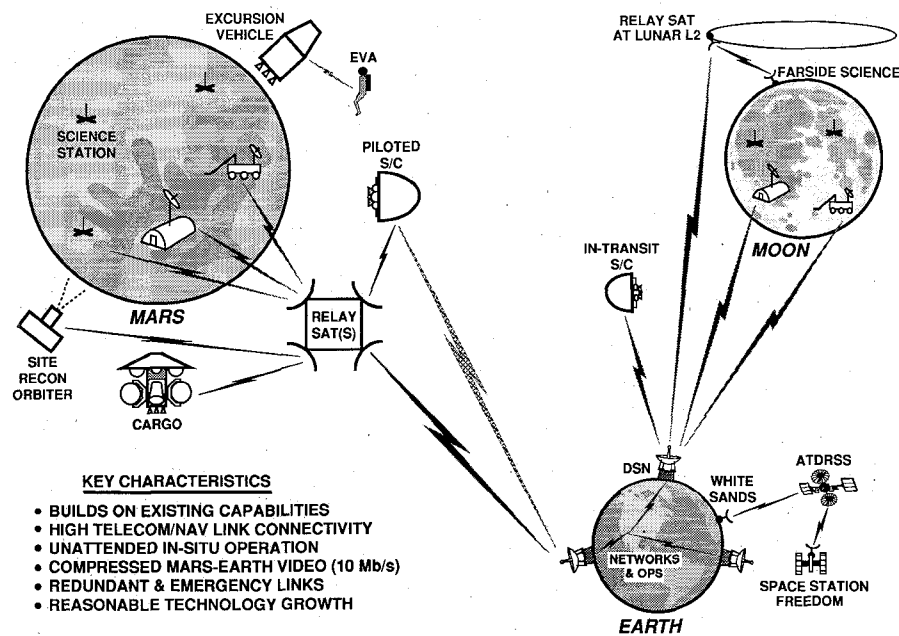 EXCURSION
VEHICLE
EVA
SCIENCE
STATION
PILOTED
S/C
MARS
RELAY
SAT(S)
SITE
RECON
ORBITER
CARGO
RELAY SAT
AT LUNAR L2
FARSIDE SCIENCE
MOON
IN-TRANSIT
S/C
DSN
WHITE
SANDS
ATDRSS
NETWORKS
& OPS
SPACE STATION
FREEDOM
EARTH
KEY CHARACTERISTICS
• BUILDS ON EXISTING CAPABILITIES
• HIGH TELECOM/NAV LINK CONNECTIVITY
• UNATTENDED IN-SITU OPERATION
• COMPRESSED MARS-EARTH VIDEO (10 Mb/s)
• REDUNDANT & EMERGENCY LINKS
• REASONABLE TECHNOLOGY GROWTH